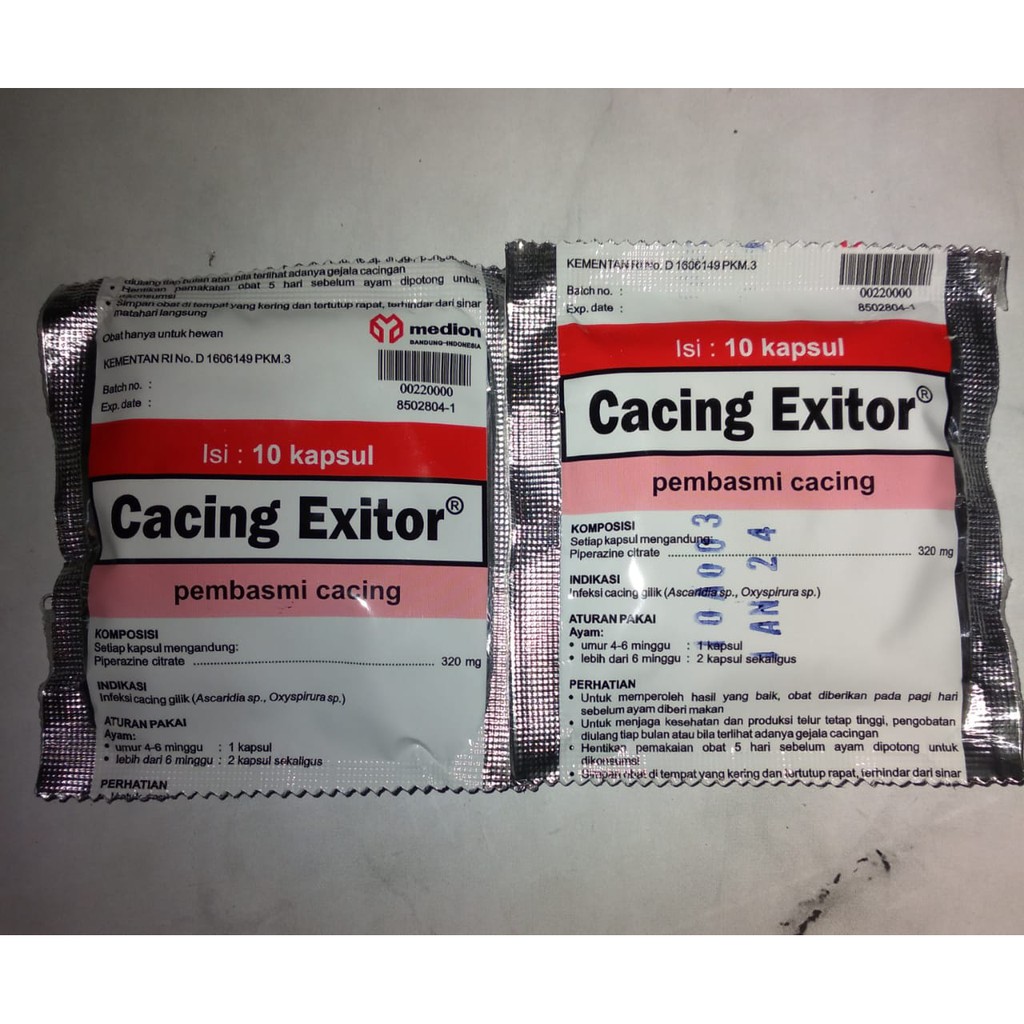 diulang tiap bulan atau bila terlihat adanya gejala cacingan
• Hentikan pemakaian obat 5 hari sebelum ayam dipotong untuk
dikonsumsi
• Simpan obat di tempat yang kering dan tertutup rapat, terhindar dari sinar
matahari langsung
Obat hanya untuk hewan
medion
BANDUNG-INDONESIA
KEMENTAN RI No. D 1606149 PKM.3
Batch no. :
00220000
Exp. date :
8502804-1
Isi : 10 kapsul
Cacing Exitor®
pembasmi cacing
KOMPOSISI
Setiap kapsul mengandung:
Piperazine citrate ........ 320 mg
INDIKASI
Infeksi cacing gilik (Ascaridia sp., Oxyspirura sp.)
ATURAN PAKAI
Ayam:
• umur 4-6 minggu : 1 kapsul
• lebih dari 6 minggu : 2 kapsul sekaligus
PERHATIAN
KEMENTAN RI No. D 1606149 PKM.3
Batch no. :
00220000
Exp. date :
8502804-1
Isi : 10 kapsul
Cacing Exitor®
pembasmi cacing
KOMPOSISI
Setiap kapsul mengandung:
Piperazine citrate ........ 320 mg
INDIKASI
Infeksi cacing gilik (Ascaridia sp., Oxyspirura sp.)
ATURAN PAKAI
Ayam:
• umur 4-6 minggu : 1 kapsul
• lebih dari 6 minggu : 2 kapsul sekaligus
PERHATIAN
• Untuk memperoleh hasil yang baik, obat diberikan pada pagi hari
sebelum ayam diberi makan
• Untuk menjaga kesehatan dan produksi telur tetap tinggi, pengobatan
diulang tiap bulan atau bila terlihat adanya gejala cacingan
• Hentikan pemakaian obat 5 hari sebelum ayam dipotong untuk
dikonsumsi
• Simpan obat di tempat yang kering dan tertutup rapat, terhindar dari sinar
24